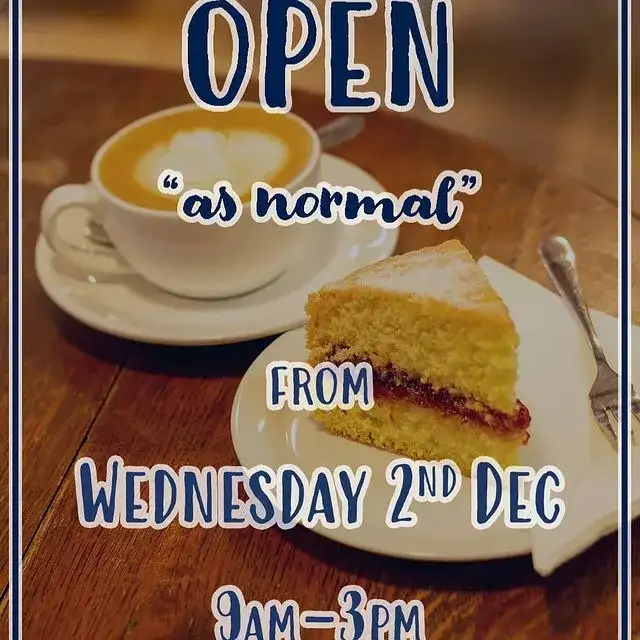 OPEN
“as normal”
FROM
WEDNESDAY 2ND DEC
9AM–3PM